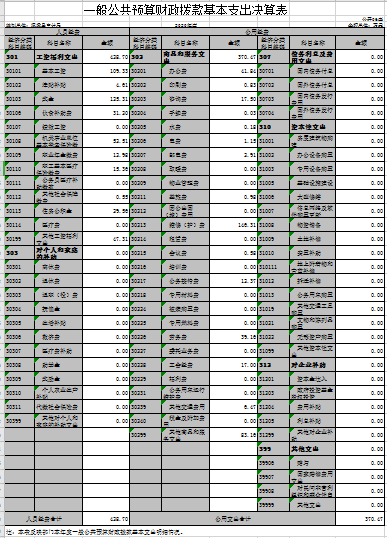 一般公共预算财政拨款基本支出决算表
公开06表
人员经费 公用经费
经济分类科目编码 科目名称 金额 经济分类科目编码 科目名称 金额 经济分类科目编码 科目名称 金额
301 工资福利支出 428.70 302 商品和服务支出 370.47 307 债务利息及费用支出 0.00
30101 基本工资 109.33 30201 办公费 41.84 30701 国内债务付息 0.00
30102 津贴补贴 4.61 30202 印刷费 0.83 30702 国外债务付息 0.00
30103 奖金 125.31 30203 咨询费 17.80 30703 国内债务发行费用 0.00
30106 伙食补助费 31.20 30204 手续费 0.03 30704 国外债务发行费用 0.00
30107 绩效工资 0.00 30205 水费 0.18 310 资本性支出 0.00
30108 机关事业单位基本养老保险缴费 52.51 30206 电费 1.15 31001 房屋建筑物购建 0.00
30109 职业年金缴费 12.98 30207 邮电费 2.91 31002 办公设备购置 0.00
30110 职工基本医疗保险缴费 15.36 30208 取暖费 0.00 31003 专用设备购置 0.00
30111 公务员医疗补助缴费 0.00 30209 物业管理费 0.00 31005 基础设施建设 0.00
30112 其他社会保障缴费 0.55 30211 差旅费 0.98 31006 大型修缮 0.00
30113 住房公积金 29.56 30212 因公出国（境）费用 0.00 31007 信息网络及软件购置更新 0.00
30114 医疗费 0.00 30213 维修（护）费 146.31 31008 物资储备 0.00
30199 其他工资福利支出 47.31 30214 租赁费 0.00 31009 土地补偿 0.00
303 对个人和家庭的补助 0.00 30215 会议费 0.58 31010 安置补助 0.00
30301 离休费 0.00 30216 培训费 0.00 31011 地上附着物和青苗补偿 0.00
30302 退休费 0.00 30217 公务接待费 12.37 31012 拆迁补偿 0.00
30303 退职（役）费 0.00 30218 专用材料费 0.00 31013 公务用车购置 0.00
30304 抚恤金 0.00 30224 被装购置费 0.00 31019 其他交通工具购置 0.00
30305 生活补助 0.00 30225 专用燃料费 0.00 31021 文物和陈列品购置 0.00
30306 救济费 0.00 30226 劳务费 39.16 31022 无形资产购置 0.00
30307 医疗费补助 0.00 30227 委托业务费 0.00 31099 其他资本性支出 0.00
30308 助学金 0.00 30228 工会经费 17.00 312 对企业补助 0.00
30309 奖励金 0.00 30229 福利费 0.00 31201 资本金注入 0.00
30310 个人农业生产补贴 0.00 30231 公务用车运行维护费 0.00 31203 政府投资基金股权投资 0.00
30311 代缴社会保险费 0.00 30239 其他交通费用 6.47 31204 费用补贴 0.00
30399 其他对个人和家庭的补助支出 0.00 30240 税金及附加费用 0.00 31205 利息补贴 0.00
30299 其他商品和服务支出 83.16 31299 其他对企业补助 0.00
399 其他支出 0.00
39906 赠与 0.00
39907 国家赔偿费用支出 0.00
39908 对民间非营利组织和群众性自治组织补贴 0.00
39999 其他支出 0.00
人员经费合计 428.70 公用支出合计 370.47